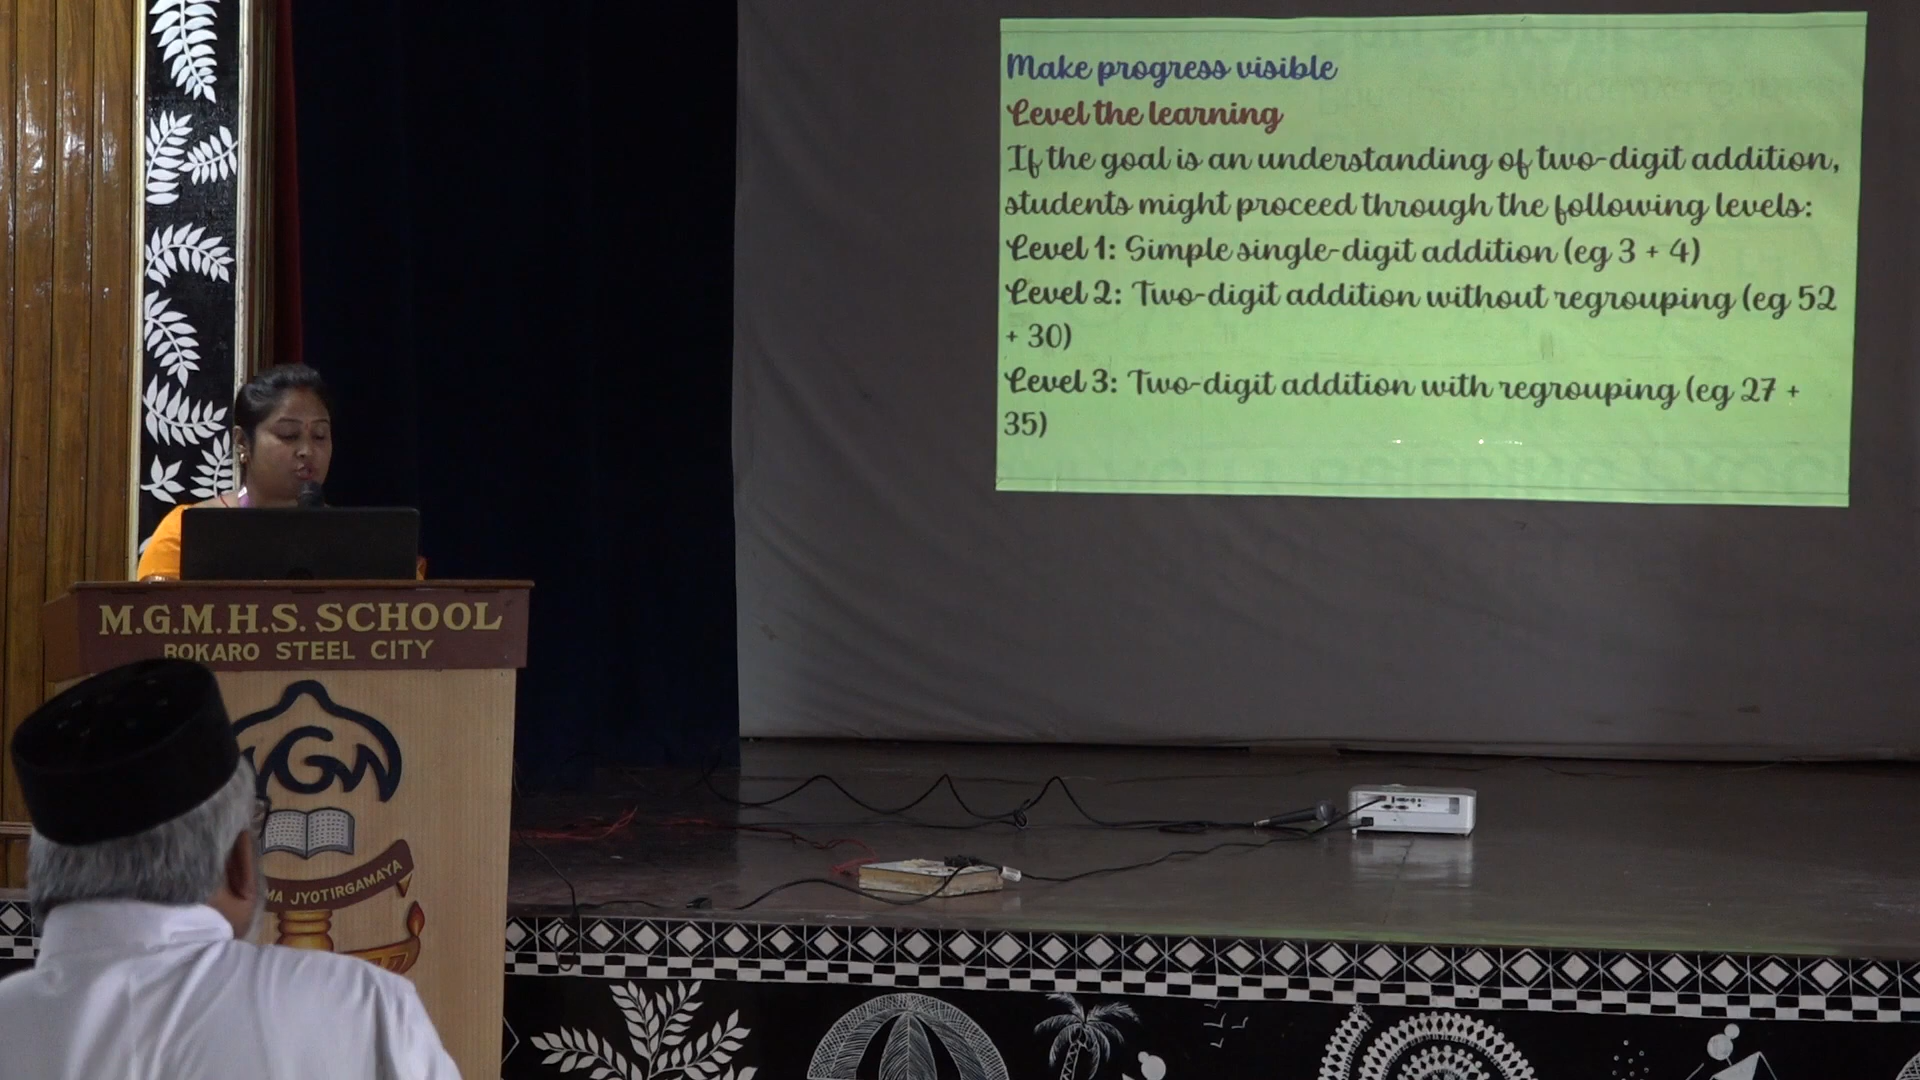 Make progress visible
Level the learning
If the goal is an understanding of two-digit addition,
students might proceed through the following levels:
Level 1: Simple single-digit addition (eg 3 + 4)
Level 2: Two-digit addition without regrouping (eg 52
+ 30)
Level 3: Two-digit addition with regrouping (eg 27 +
35)
M.G.M.H.S. SCHOOL
BOKARO STEEL CITY
MGM
MA JYOTIRGAMAYA